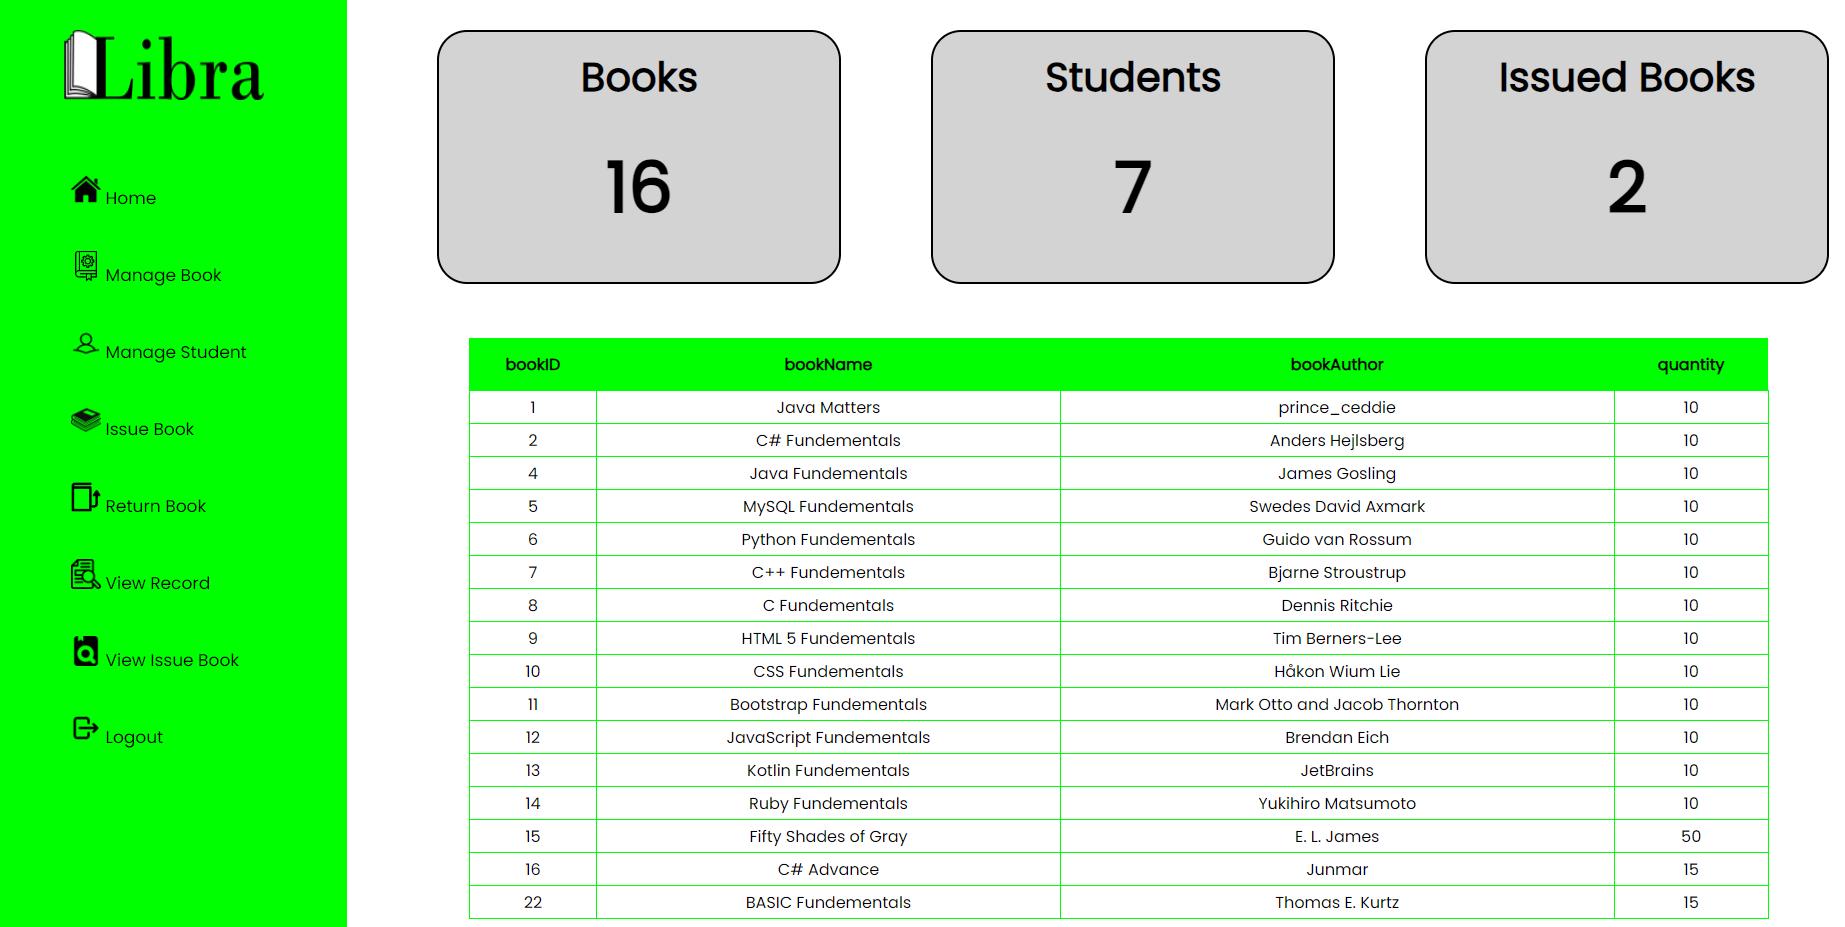 Libra
Home
Manage Book
Manage Student
Issue Book
Return Book
View Record
View Issue Book
Logout
Books Students Issued Books
16 7 2
bookID bookName bookAuthor quantity
1 Java Matters prince_ceddie 10
2 C# Fundementals Anders Hejlsberg 10
4 Java Fundementals James Gosling 10
5 MySQL Fundementals Swedes David Axmark 10
6 Python Fundementals Guido van Rossum 10
7 C++ Fundementals Bjarne Stroustrup 10
8 C Fundementals Dennis Ritchie 10
9 HTML 5 Fundementals Tim Berners-Lee 10
10 CSS Fundementals Håkon Wium Lie 10
11 Bootstrap Fundementals Mark Otto and Jacob Thornton 10
12 JavaScript Fundementals Brendan Eich 10
13 Kotlin Fundementals JetBrains 10
14 Ruby Fundementals Yukihiro Matsumoto 10
15 Fifty Shades of Gray E. L. James 50
16 C# Advance Junmar 15
22 BASIC Fundementals Thomas E. Kurtz 15